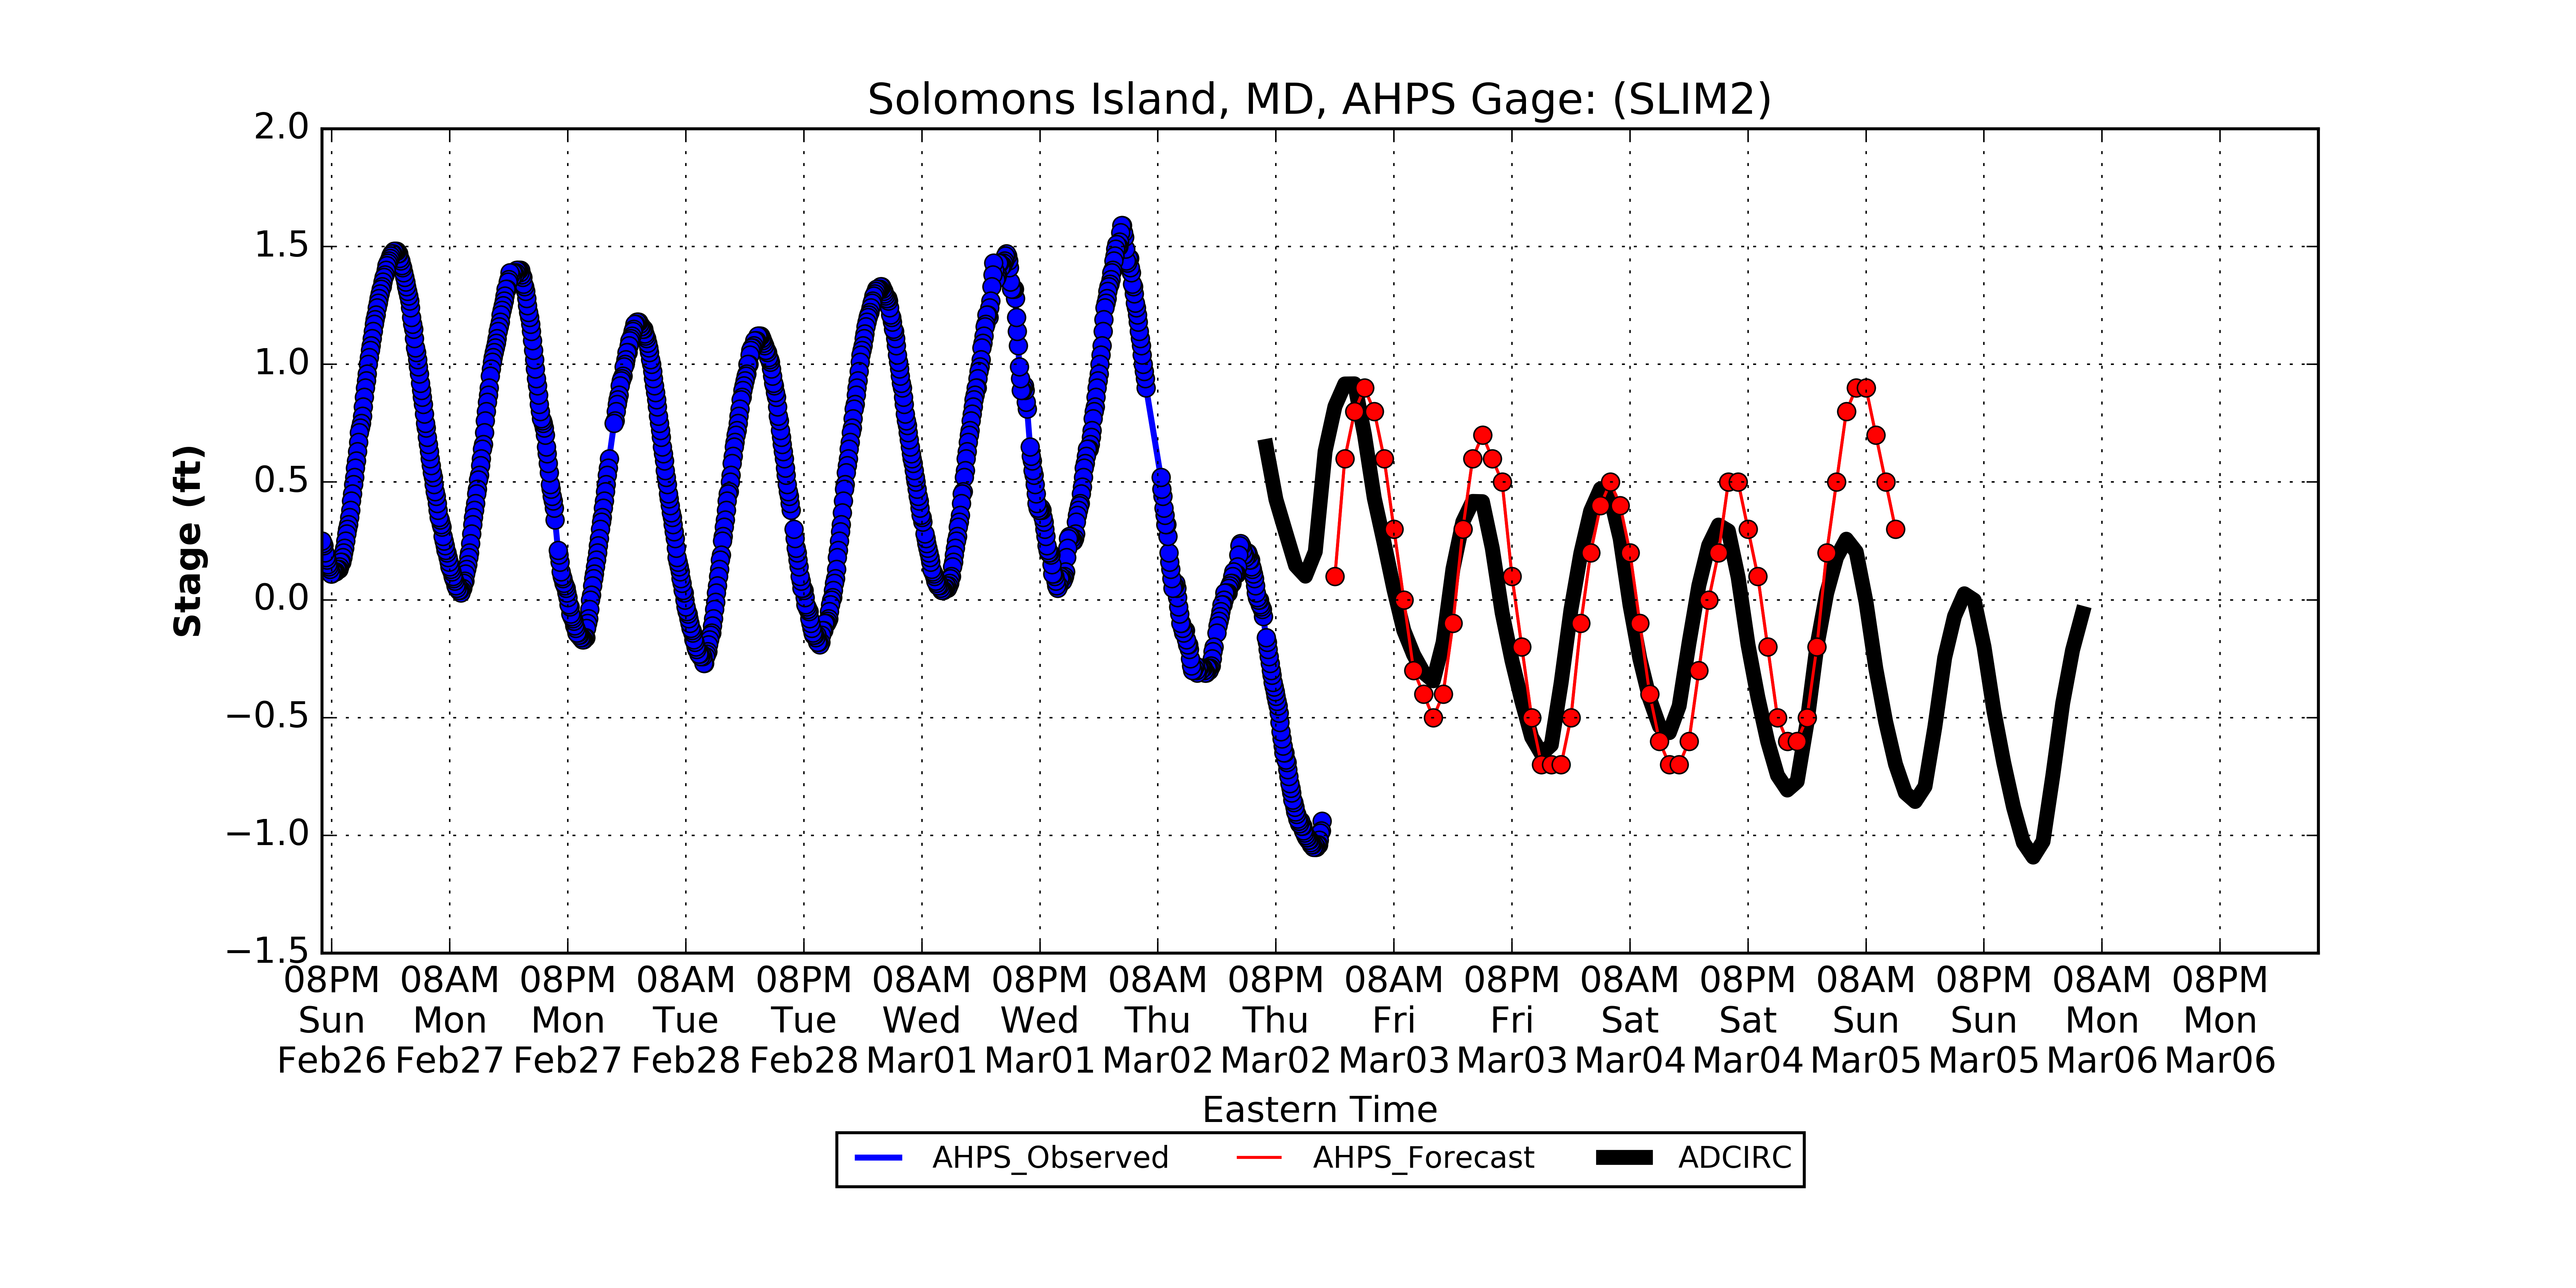 Solomons Island, MD, AHPS Gage: (SLIM2)
Stage (ft)
2.0
1.5
1.0
0.5
0.0
−0.5
−1.0
−1.5
08PM 08AM 08PM 08AM 08PM 08AM 08PM 08AM 08PM 08AM 08PM 08AM 08PM 08AM 08PM 08AM 08PM
Sun Mon Mon Tue Tue Wed Wed Thu Thu Fri Fri Sat Sat Sun Sun Mon Mon
Feb26 Feb27 Feb27 Feb28 Feb28 Mar01 Mar01 Mar02 Mar02 Mar03 Mar03 Mar04 Mar04 Mar05 Mar05 Mar06 Mar06
Eastern Time
AHPS_Observed AHPS_Forecast ADCIRC